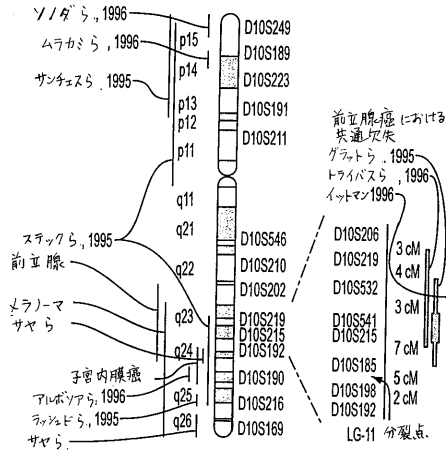 ソノダら., 1996
ムラカミら, 1996
サンチェスら. 1995
p15
p14
p13
p12
p11
q11
q21
q22
q23
q24
q25
q26
ステックら, 1995
前立腺
メラノーマ
サヤら
子宮内膜癌
アルボリアら: 1996
ラッシュドら, 1995
サヤら.
D10S249
D10S189
D10S223
D10S191
D10S211
D10S546
D10S210
D10S202
D10S219
D10S215
D10S192
D10S190
D10S216
D10S169
前立腺癌における
共通欠失
グラットら. 1995
トライバスら, 1996
イットマン1996
D10S206
D10S219
D10S532
D10S541
D10S215
D10S185
D10S198
D10S192
3 cM
4 cM
3 cM
7 cM
5 cM
2 cM
LG-11 分裂点.